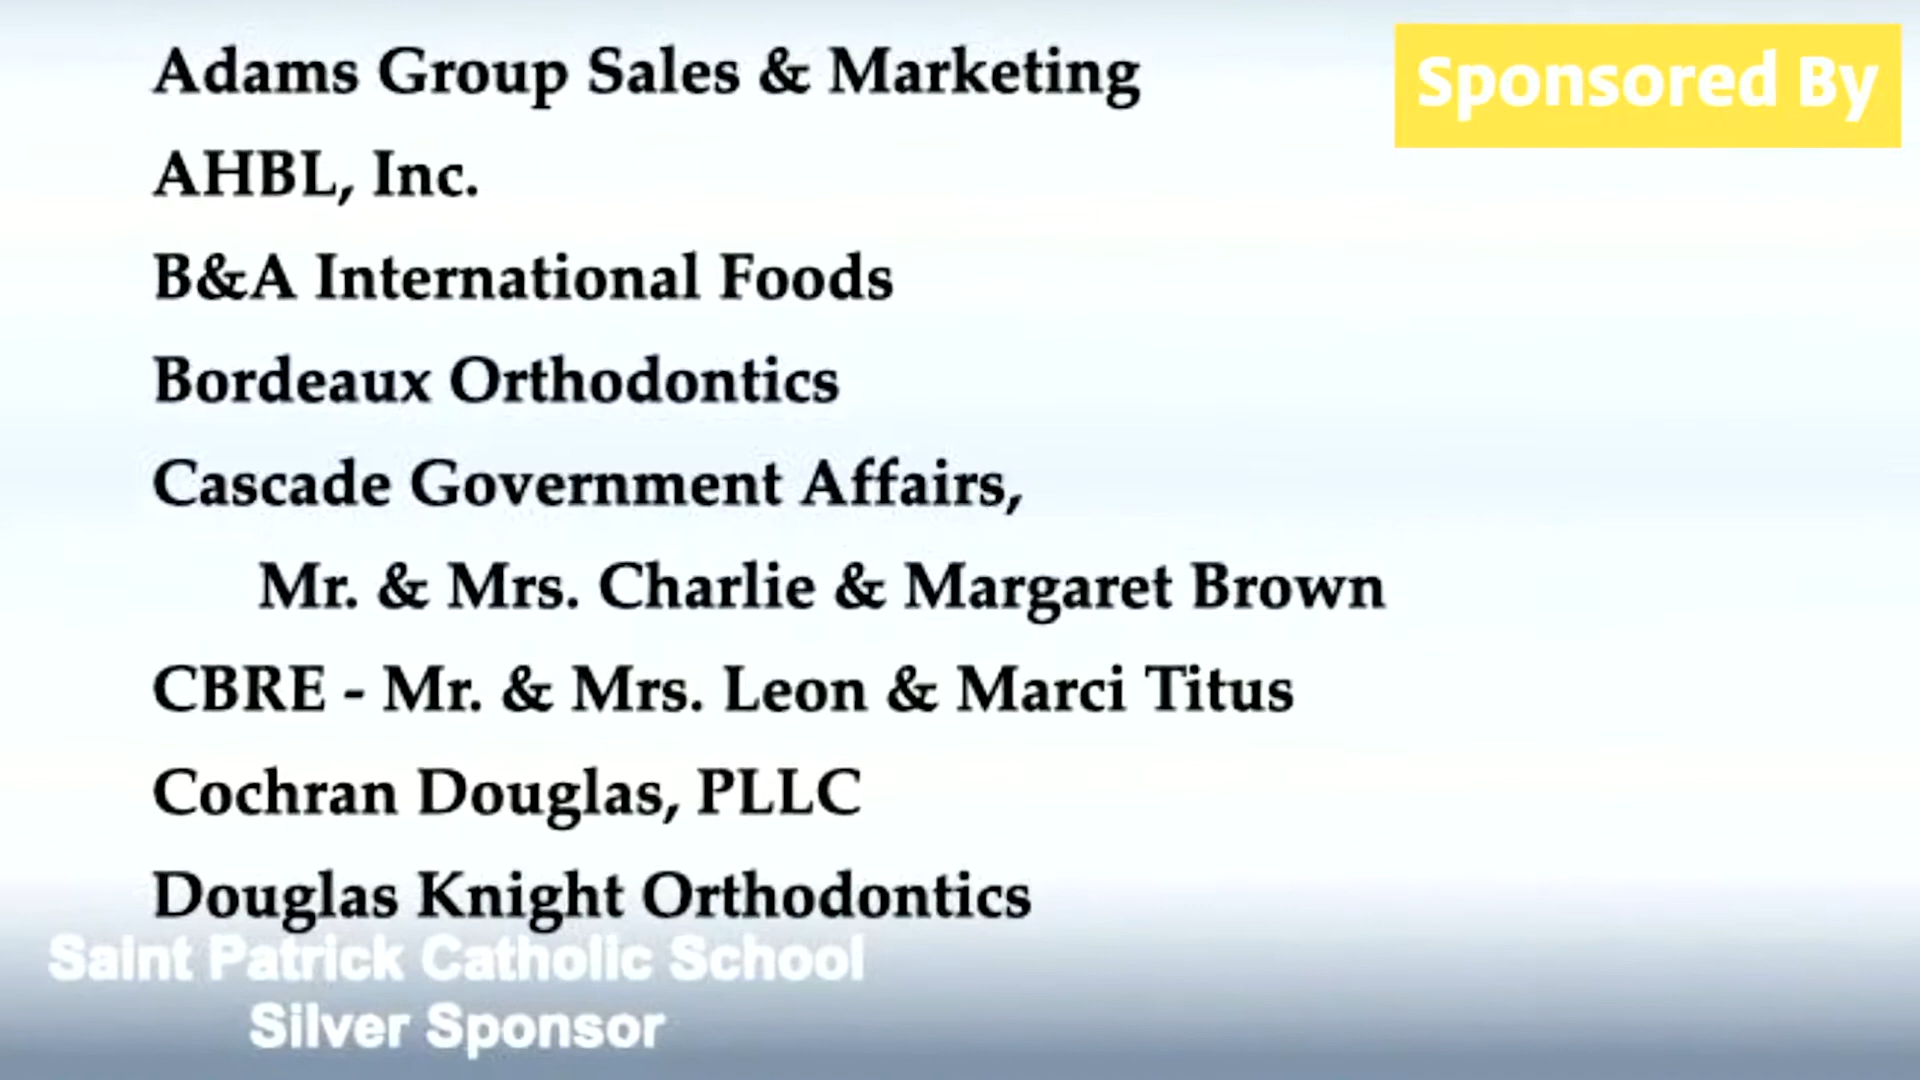 Adams Group Sales & Marketing
Sponsored By
AHBL, Inc.
B&A International Foods
Bordeaux Orthodontics
Cascade Government Affairs,
Mr. & Mrs. Charlie & Margaret Brown
CBRE - Mr. & Mrs. Leon & Marci Titus
Cochran Douglas, PLLC
Douglas Knight Orthodontics
Saint Patrick Catholic School
Silver Sponsor